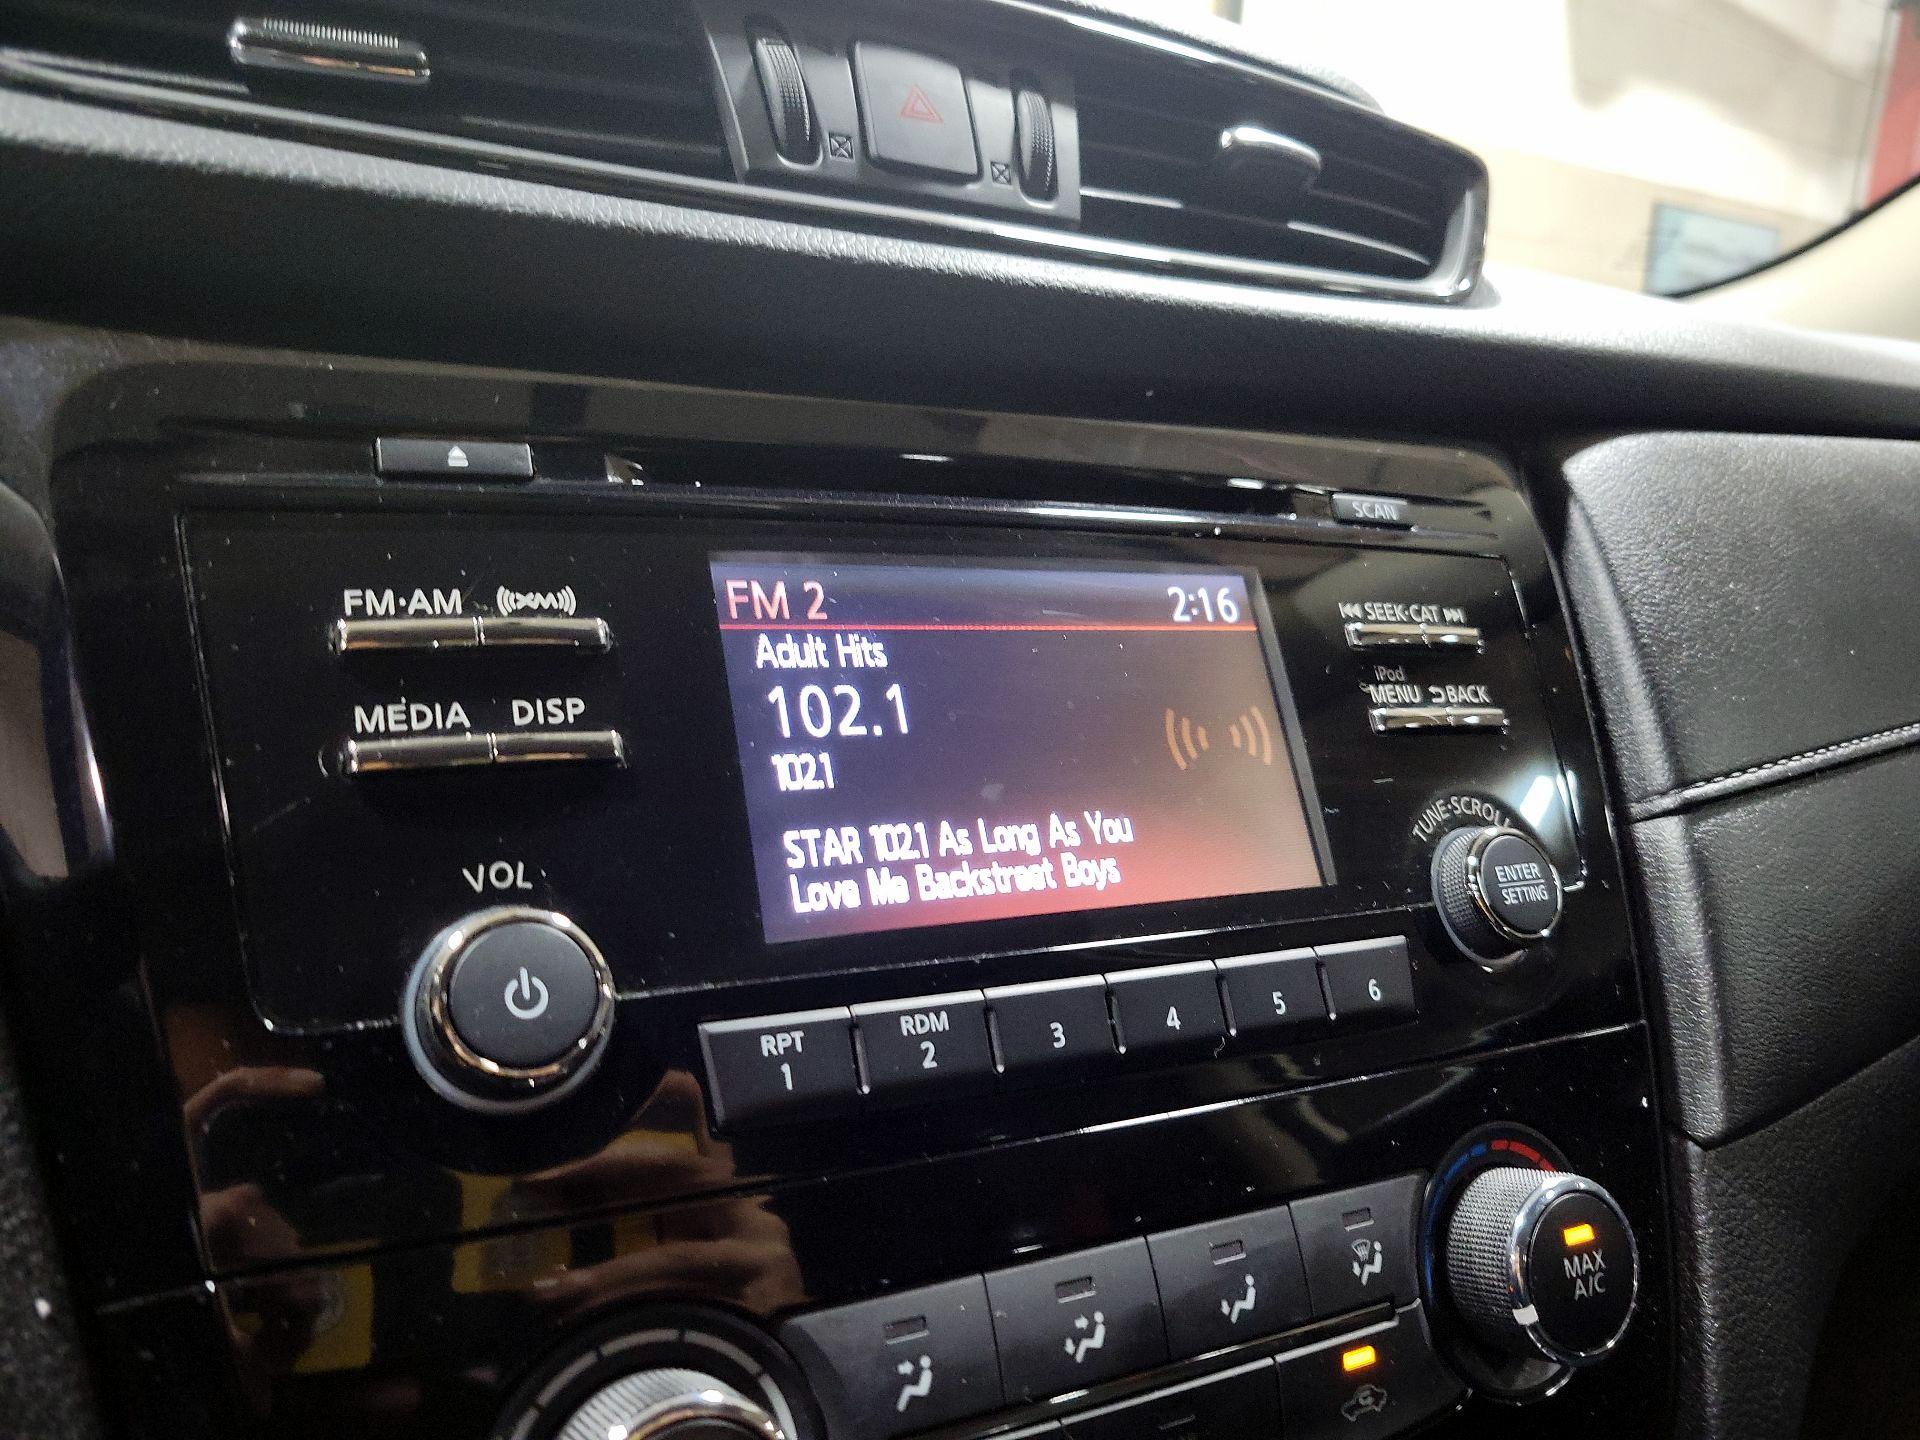 SCAN
FM·AM
XM
MEDIA
DISP
VOL
FM 2
2:16
Adult Hits
102.1
102.1
STAR 102.1 As Long As You
Love Me Backstreet Boys
SEEK·CAT
iPod
MENU
BACK
TUNE·SCROLL
ENTER
SETTING
RPT
1
RDM
2
3
4
5
6
MAX
A/C